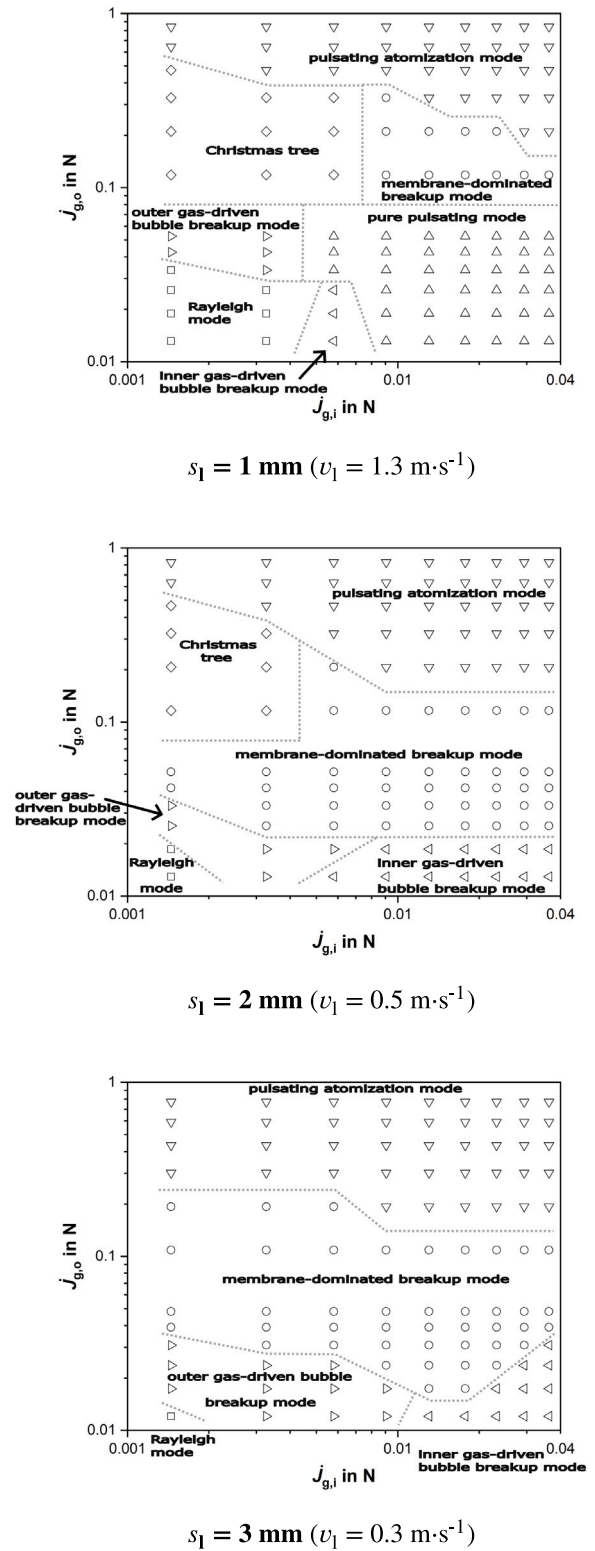 1
pulsating atomization mode
Christmas tree
membrane-dominated
breakup mode
0.1
outer gas-driven
bubble breakup mode
pure pulsating mode
Rayleigh
mode
0.01
0.001
0.01
0.04
Inner gas-driven
bubble breakup mode
j_g,o in N
j_g,i in N
s_l = 1 mm (v_l = 1.3 m·s⁻¹)
1
pulsating atomization mode
Christmas
tree
0.1
membrane-dominated breakup mode
outer gas-
driven bubble
breakup mode
Rayleigh
mode
Inner gas-driven
bubble breakup mode
0.01
0.001
0.01
0.04
j_g,o in N
j_g,i in N
s_l = 2 mm (v_l = 0.5 m·s⁻¹)
1
pulsating atomization mode
0.1
membrane-dominated breakup mode
outer gas-driven bubble
breakup mode
0.01
0.001
0.01
0.04
Rayleigh
mode
Inner gas-driven
bubble breakup mode
j_g,o in N
j_g,i in N
s_l = 3 mm (v_l = 0.3 m·s⁻¹)